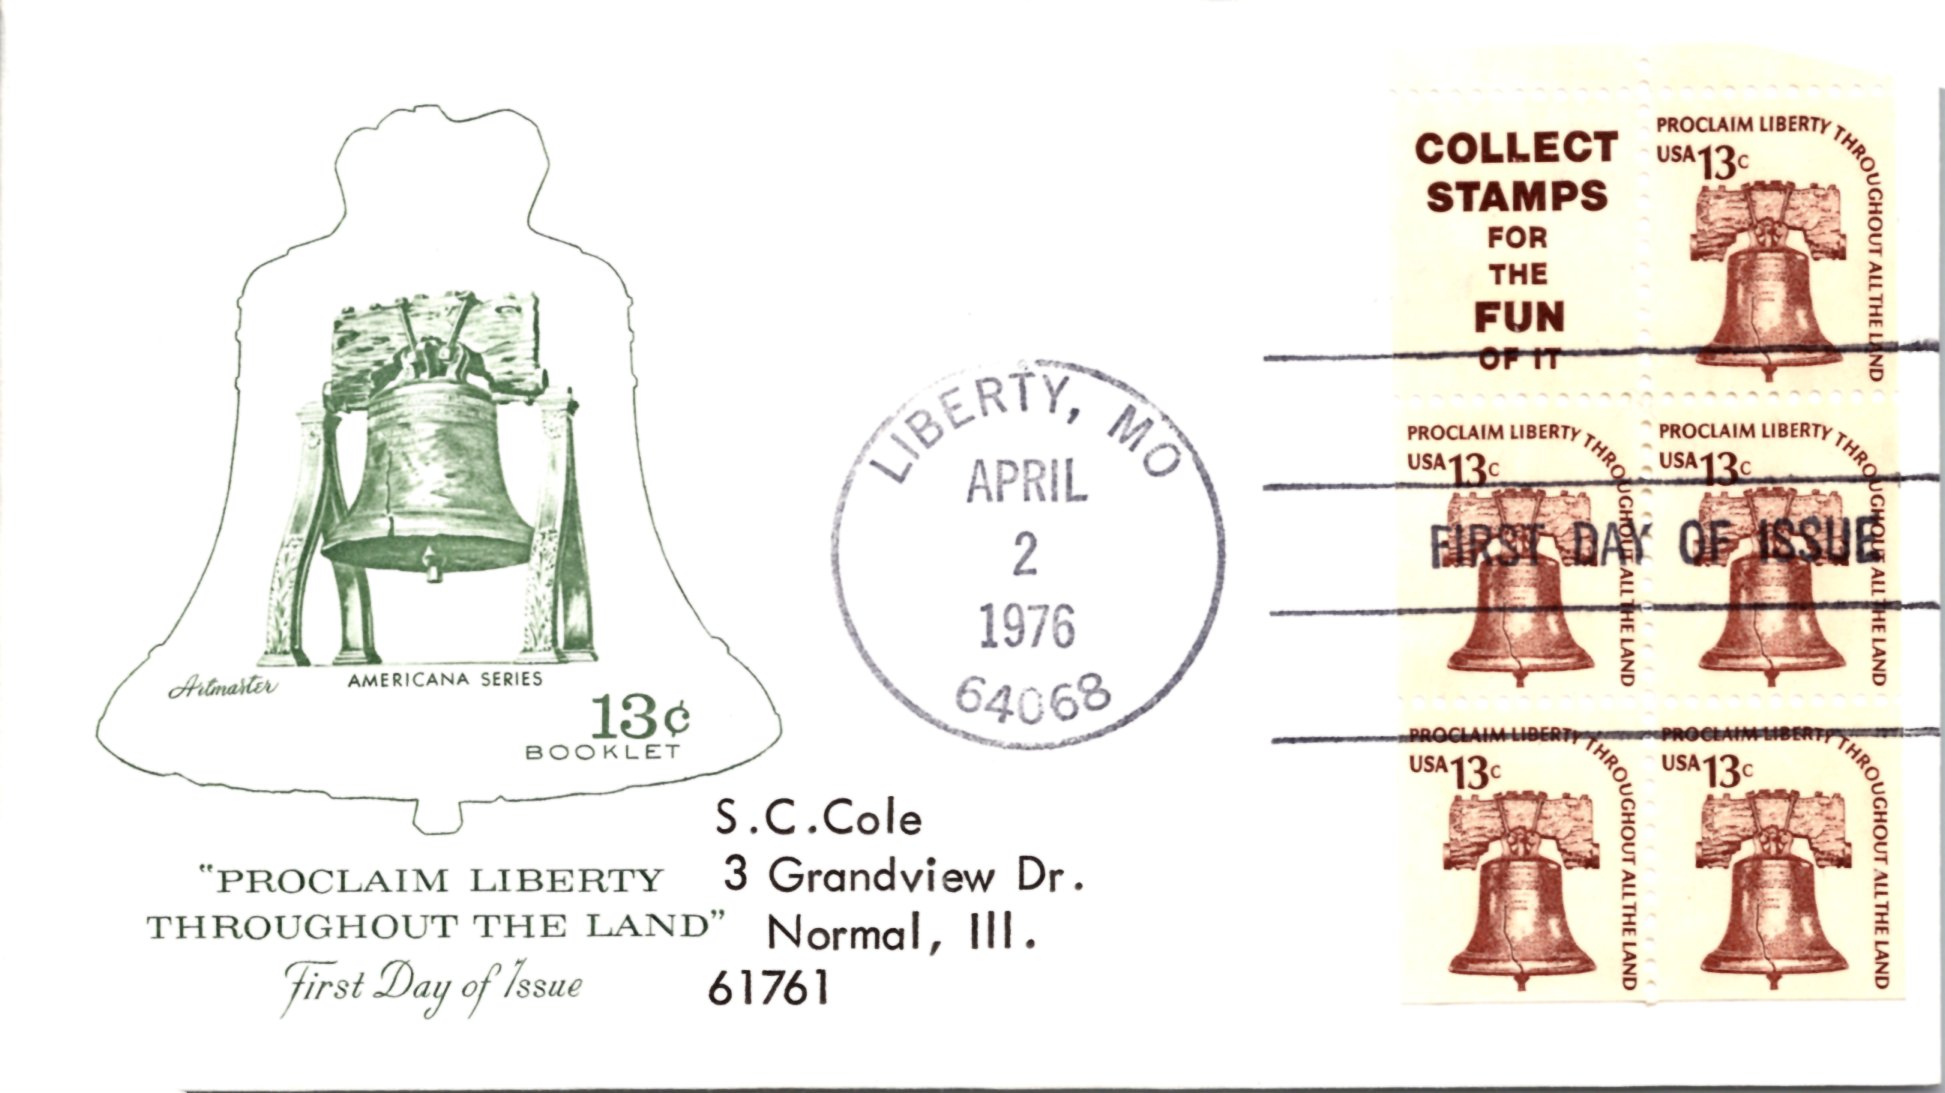 Artmaster
AMERICANA SERIES
13¢
BOOKLET
"PROCLAIM LIBERTY
THROUGHOUT THE LAND"
First Day of Issue
S.C.Cole
3 Grandview Dr.
Normal, Ill.
61761
LIBERTY, MO
APRIL
2
1976
64068
COLLECT
STAMPS
FOR
THE
FUN
OF IT
PROCLAIM LIBERTY THROUGHOUT ALL THE LAND
USA 13c
PROCLAIM LIBERTY THROUGHOUT ALL THE LAND
USA 13c
PROCLAIM LIBERTY THROUGHOUT ALL THE LAND
USA 13c
FIRST DAY OF ISSUE
PROCLAIM LIBERTY THROUGHOUT ALL THE LAND
USA 13c
PROCLAIM LIBERTY THROUGHOUT ALL THE LAND
USA 13c